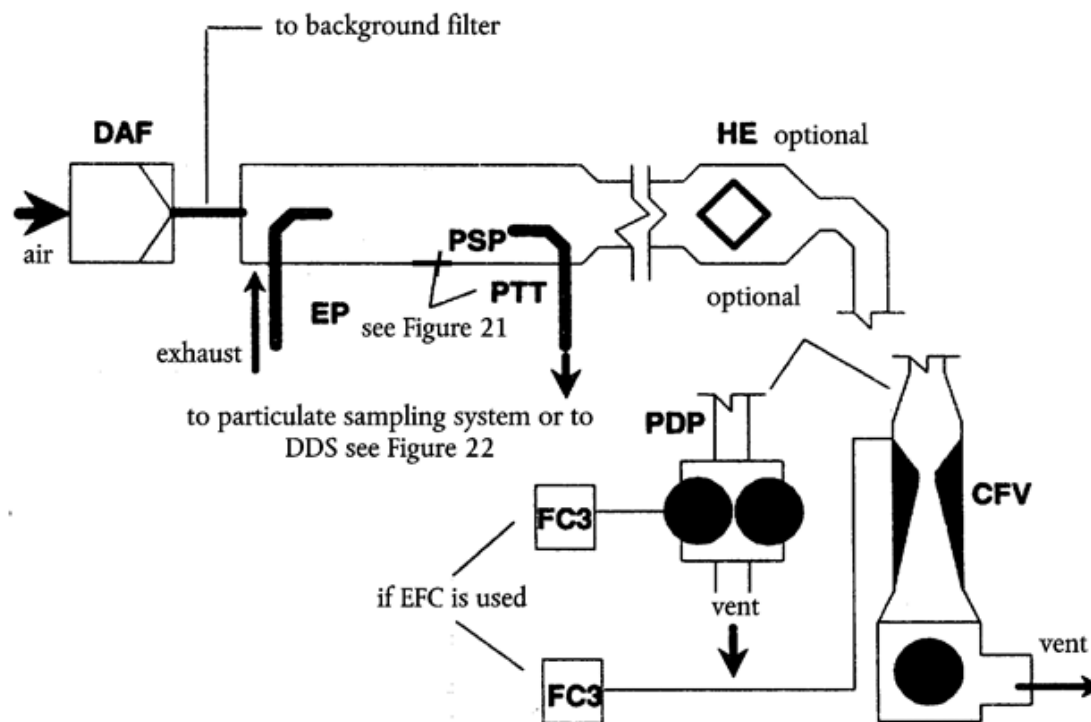 to background filter
DAF
HE optional
air
PSP
PTT
optional
EP
see Figure 21
exhaust
to particulate sampling system or to
DDS see Figure 22
PDP
CFV
FC3
if EFC is used
vent
vent
FC3